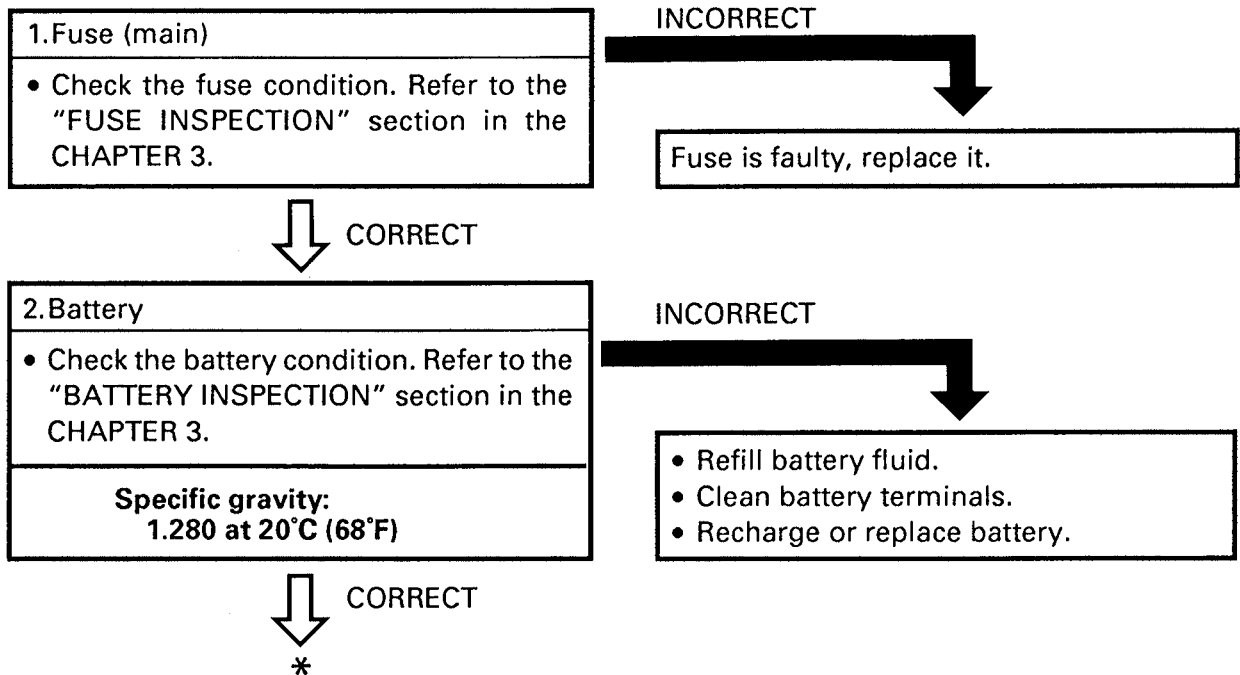 1.Fuse (main)
• Check the fuse condition. Refer to the
"FUSE INSPECTION" section in the
CHAPTER 3.
INCORRECT
Fuse is faulty, replace it.
CORRECT
2.Battery
• Check the battery condition. Refer to the
"BATTERY INSPECTION" section in the
CHAPTER 3.
Specific gravity:
1.280 at 20°C (68°F)
INCORRECT
• Refill battery fluid.
• Clean battery terminals.
• Recharge or replace battery.
CORRECT
*